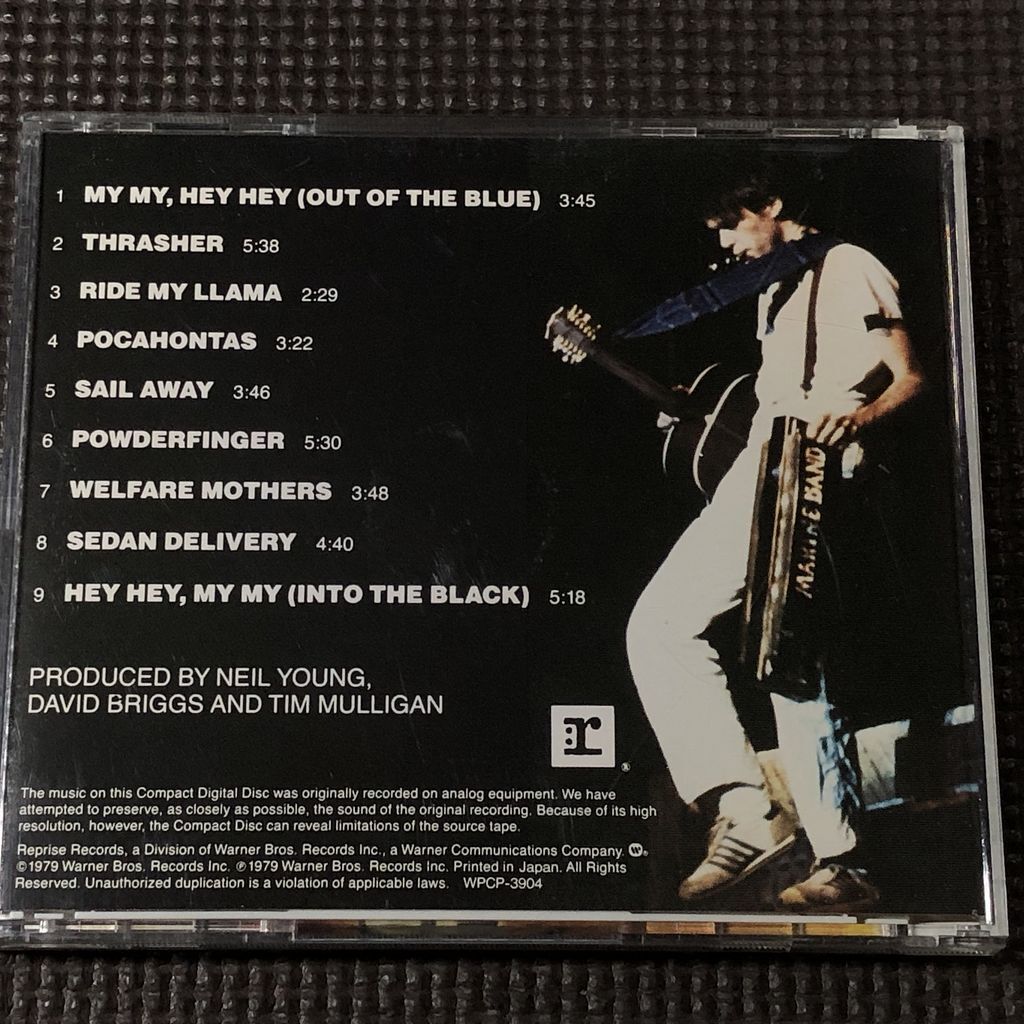 1 MY MY, HEY HEY (OUT OF THE BLUE) 3:45
2 THRASHER 5:38
3 RIDE MY LLAMA 2:29
4 POCAHONTAS 3:22
5 SAIL AWAY 3:46
6 POWDERFINGER 5:30
7 WELFARE MOTHERS 3:48
8 SEDAN DELIVERY 4:40
9 HEY HEY, MY MY (INTO THE BLACK) 5:18
PRODUCED BY NEIL YOUNG,
DAVID BRIGGS AND TIM MULLIGAN
MARINE BAND
:r ®
The music on this Compact Digital Disc was originally recorded on analog equipment. We have
attempted to preserve, as closely as possible, the sound of the original recording. Because of its high
resolution, however, the Compact Disc can reveal limitations of the source tape.
Reprise Records, a Division of Warner Bros. Records Inc., a Warner Communications Company. W®
©1979 Warner Bros. Records Inc. ℗1979 Warner Bros. Records Inc. Printed in Japan. All Rights
Reserved. Unauthorized duplication is a violation of applicable laws. WPCP-3904